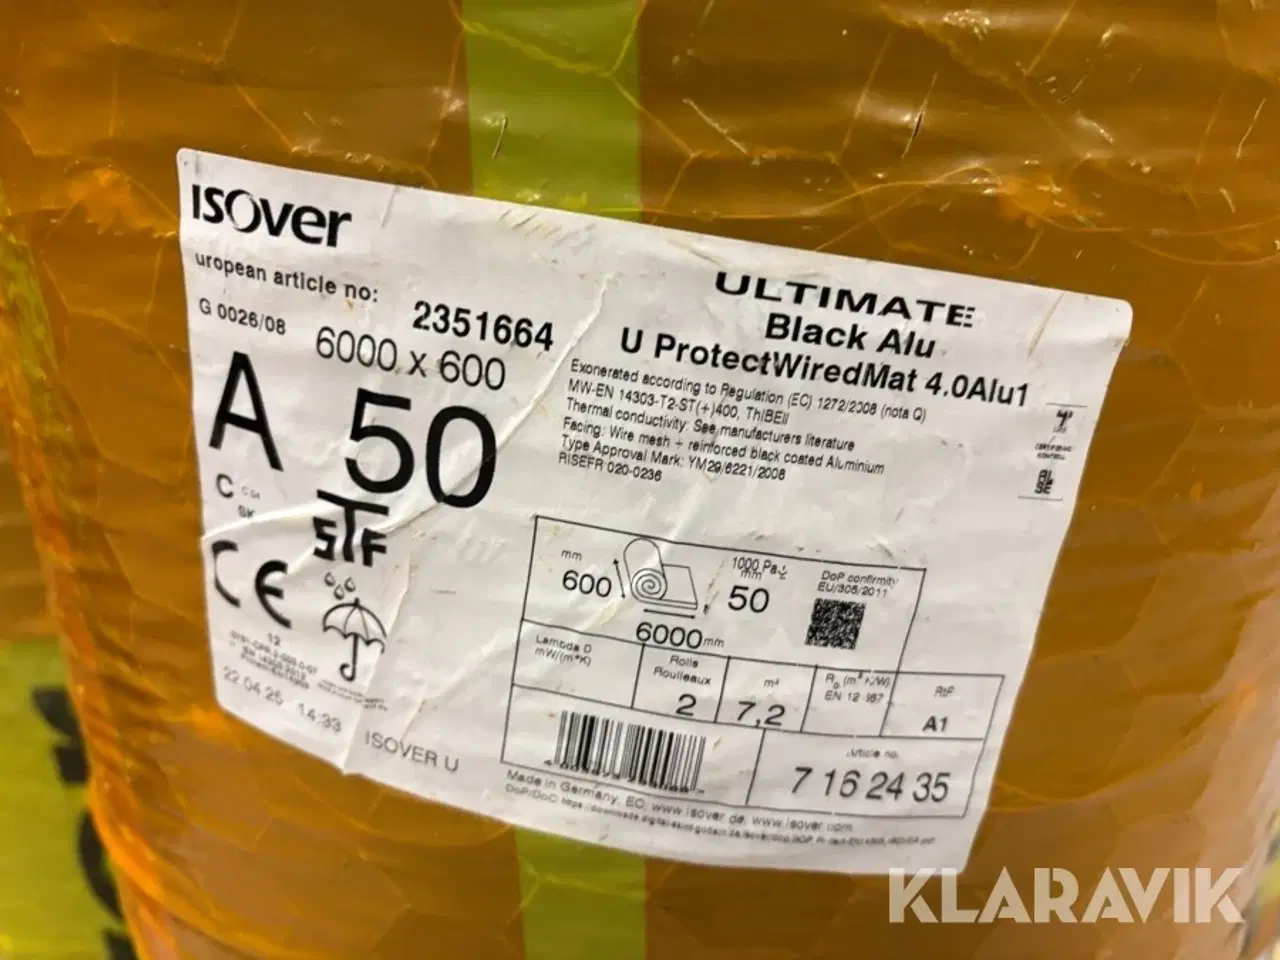 ISOVER
uropean article no:
2351664
G 0026/08
6000 x 600
A
50
C
SK
STF
CE
12
22.04.25 14:33
ISOVER U
ULTIMATE
Black Alu
U ProtectWiredMat 4.0Alu1
Exonerated according to Regulation (EC) 1272/2008 (nota Q)
MW-EN 14303-T2-ST(+)400, ThIBEll
Thermal conductivity: See manufacturers literature
Facing: Wire mesh + reinforced black coated Aluminium
Type Approval Mark: YM29/6221/2008
RISEFR 020-0236
mm
600
1000 Pa
mm
50
6000mm
DoP confirmity
EU/305/2011
Lambda D
mW/(m*K)
Rolls
Rouleaux
2
m²
7,2
EN 12
RtF
A1
Article no.
7 16 24 35
Made in Germany, EC, www.isover.de, www.isover.com
KLARAVIK